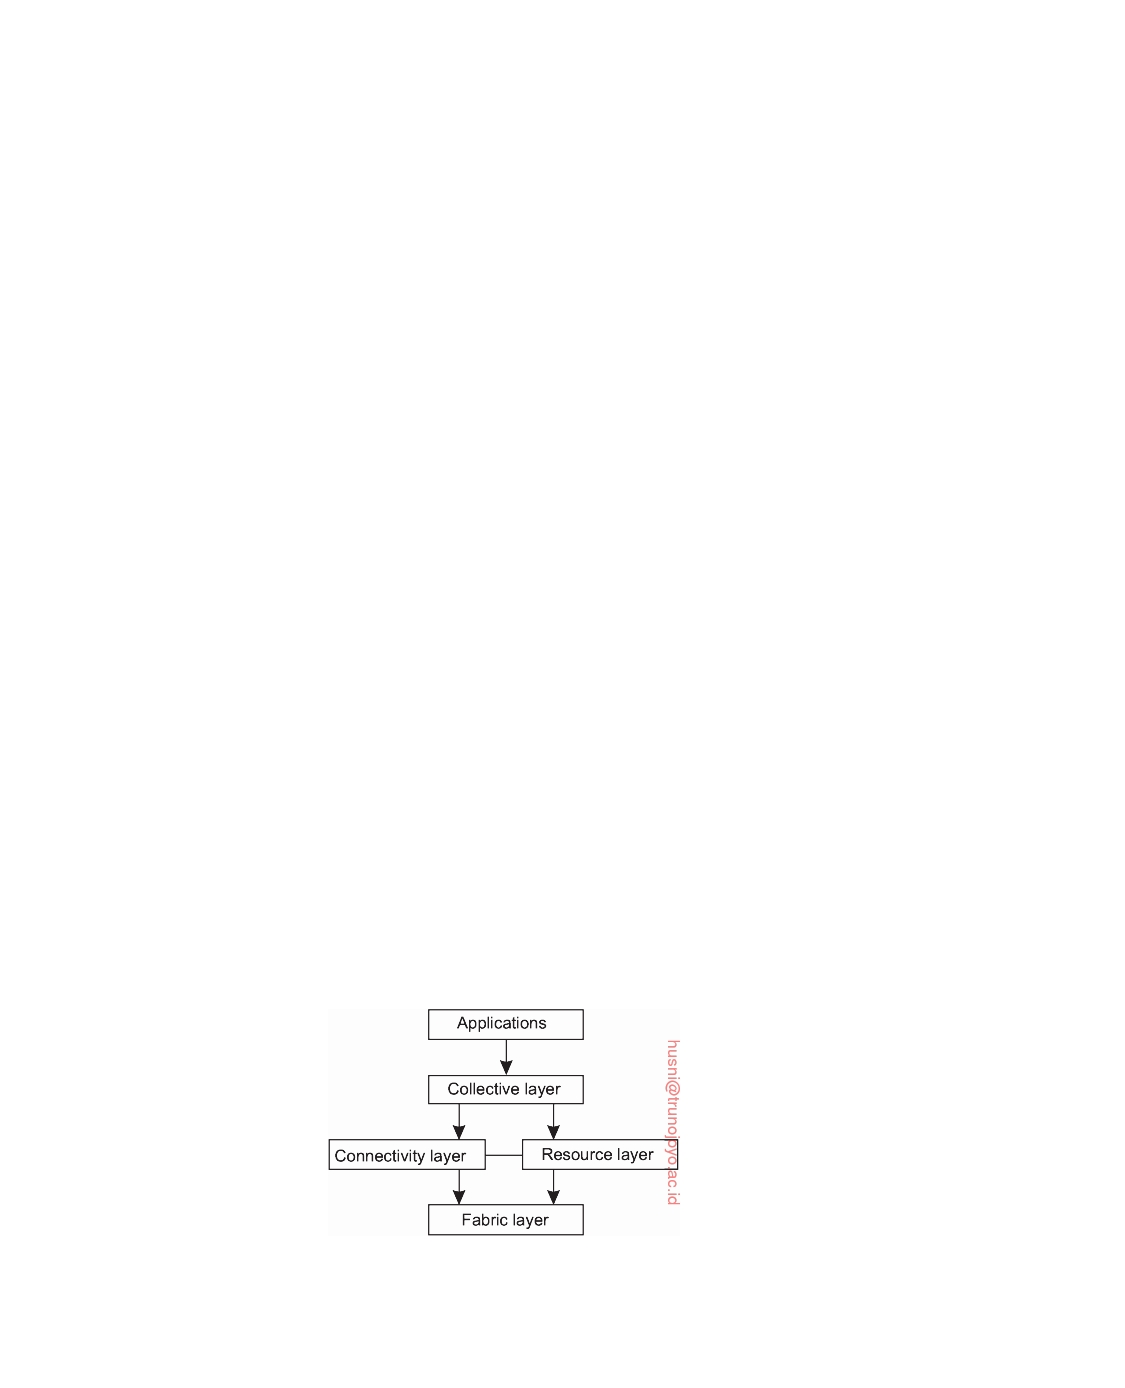 Applications
Collective layer
Connectivity layer
Resource layer
Fabric layer
husni@trunojoyo.ac.id